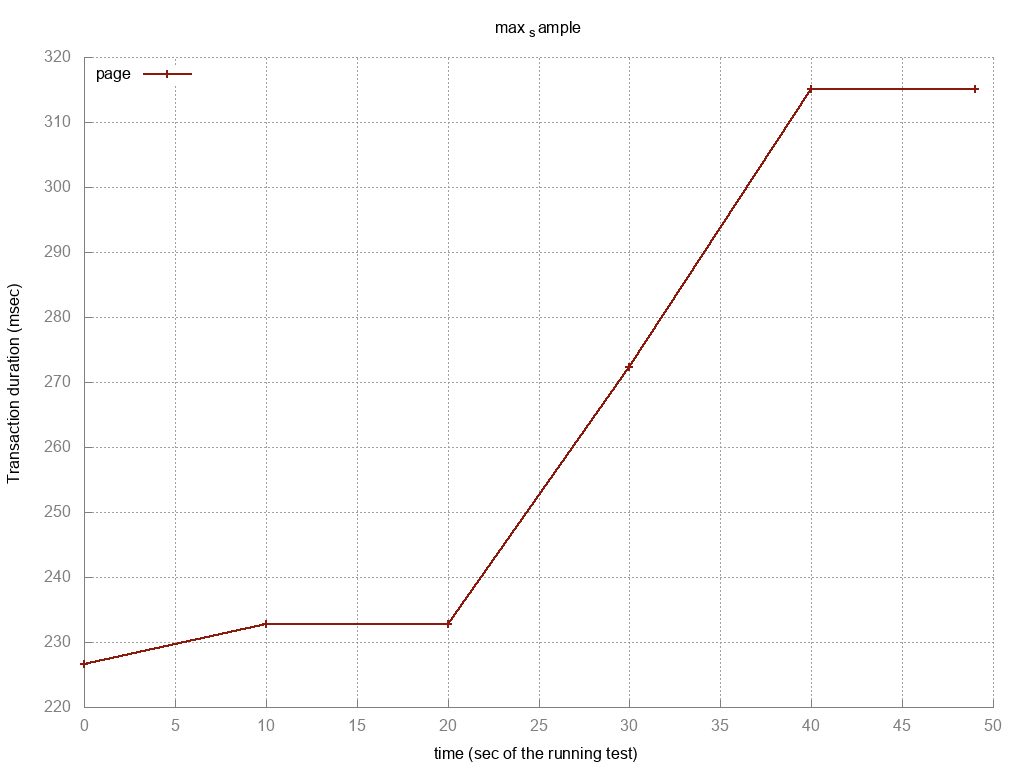 max sample
320
page
310
300
290
280
270
260
250
240
230
220
Transaction duration (msec)
0 5 10 15 20 25 30 35 40 45 50
time (sec of the running test)